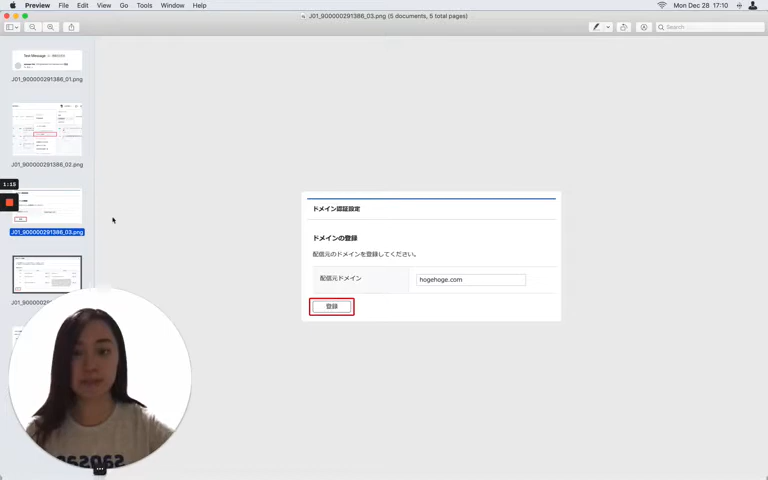 Preview File Edit View Go Tools Window Help
Mon Dec 28 17:10
J01_900000291386_03.png (5 documents, 5 total pages)
Search
J01_900000291386_01.png
J01_900000291386_02.png
1:15
J01_900000291386_03.png
ドメイン認証設定
ドメインの登録
配信元のドメインを登録してください。
配信元ドメイン
hogehoge.com
登録